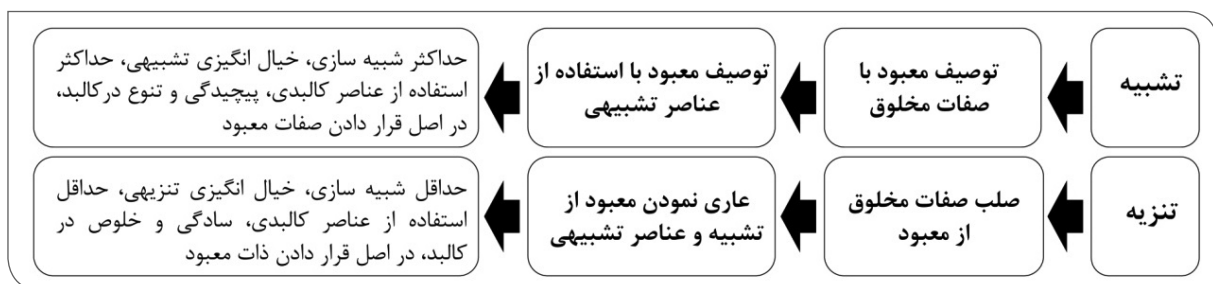 تشبیه
توصیف معبود با
صفات مخلوق
توصیف معبود با استفاده از
عناصر تشبیهی
حداکثر شبیه سازی، خیال انگیزی تشبیهی، حداکثر
استفاده از عناصر کالبدی، پیچیدگی و تنوع درکالبد،
در اصل قرار دادن صفات معبود
تنزیه
صلب صفات مخلوق
از معبود
عاری نمودن معبود از
تشبیه و عناصر تشبیهی
حداقل شبیه سازی، خیال انگیزی تنزیهی، حداقل
استفاده از عناصر کالبدی، سادگی و خلوص در
کالبد، در اصل قرار دادن ذات معبود